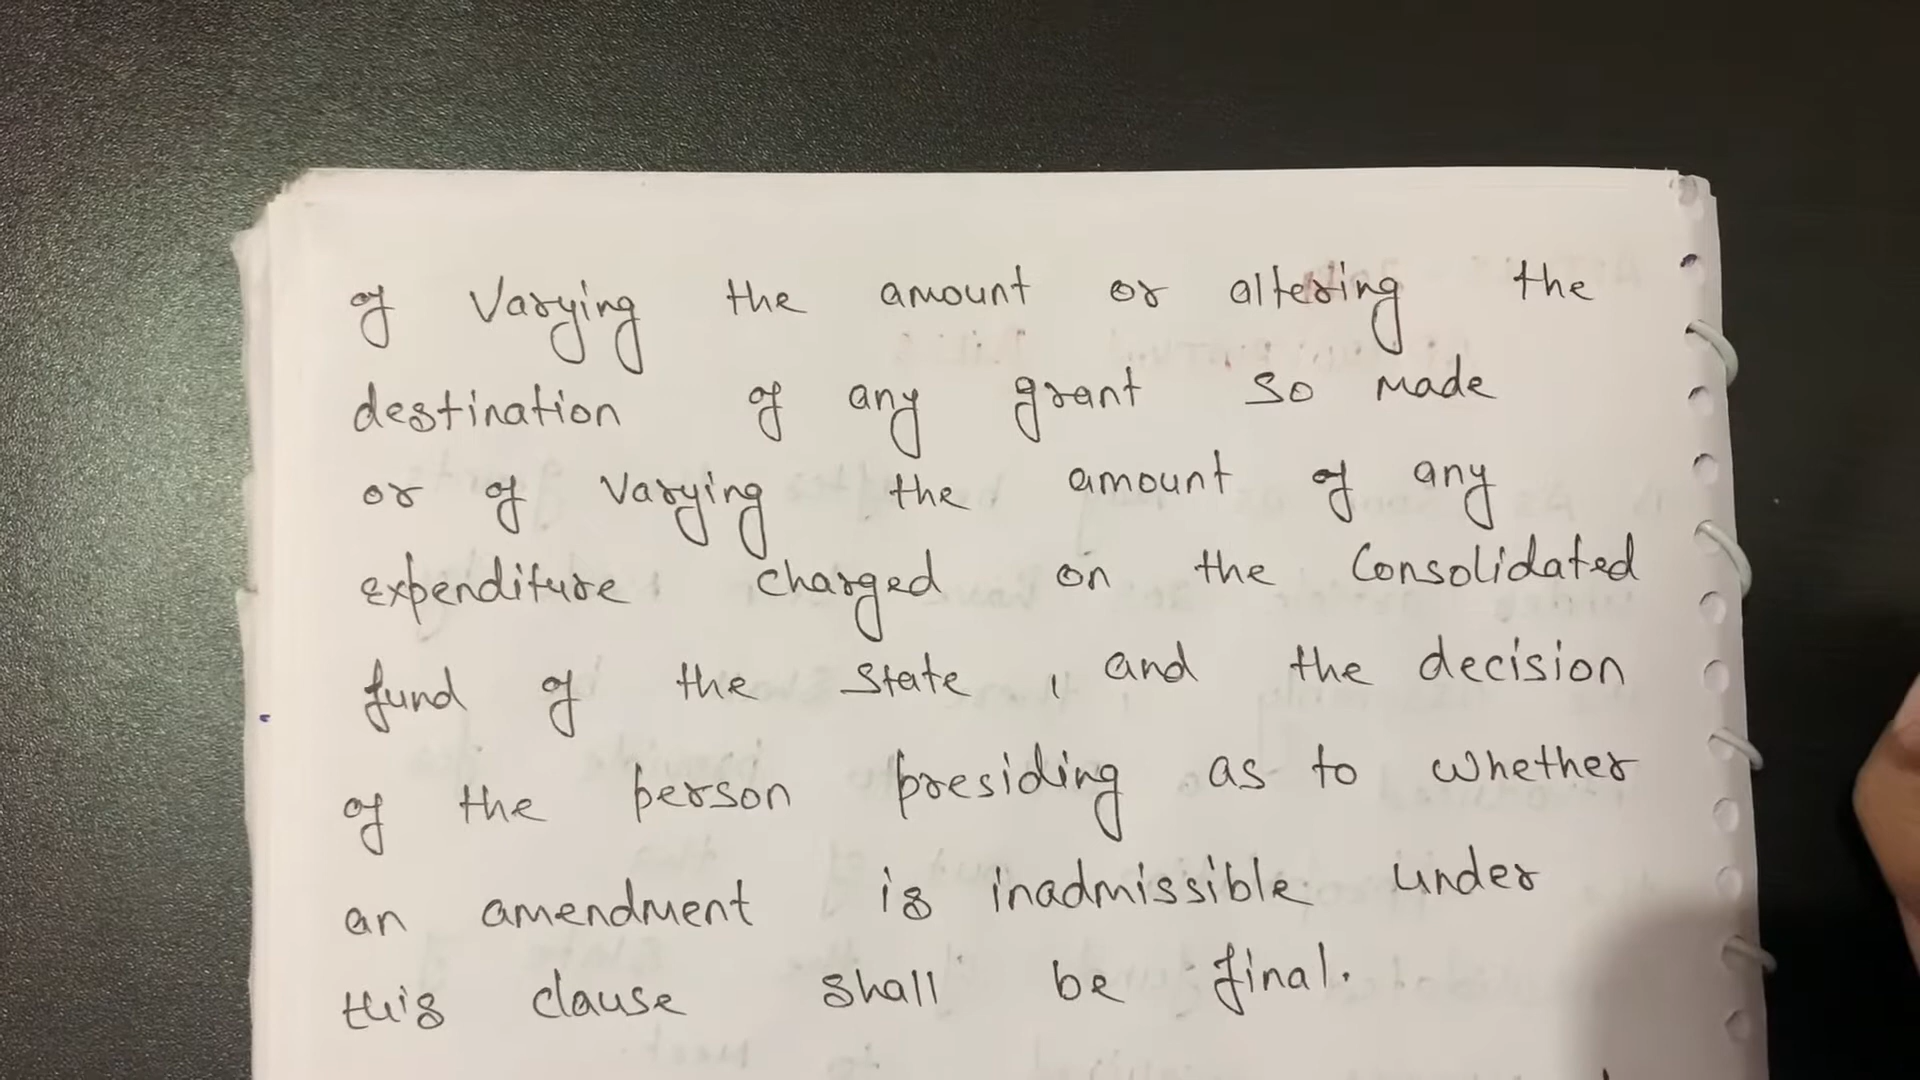 of varying the amount or altering the
destination of any grant so made
or of varying the amount of any
expenditure charged on the Consolidated
fund of the state, and the decision
of the person presiding as to whether
an amendment is inadmissible under
this clause shall be final.